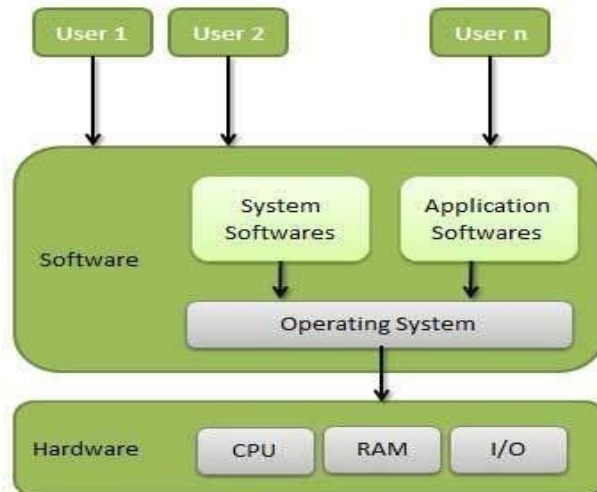 User 1
User 2
User n
System
Softwares
Application
Softwares
Software
Operating System
Hardware
CPU
RAM
I/O